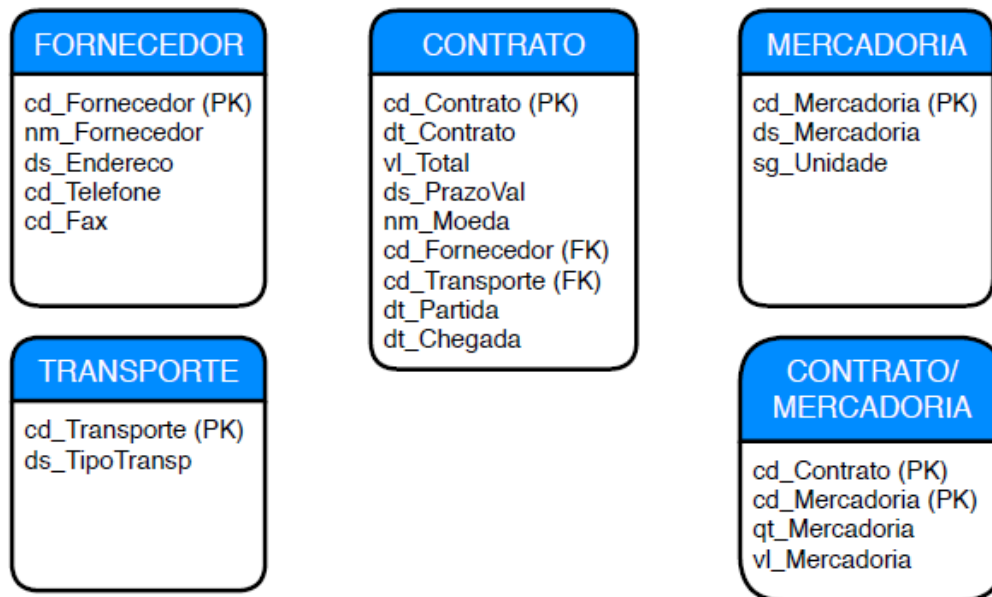 FORNECEDOR
cd_Fornecedor (PK)
nm_Fornecedor
ds_Endereco
cd_Telefone
cd_Fax
CONTRATO
cd_Contrato (PK)
dt_Contrato
vl_Total
ds_PrazoVal
nm_Moeda
cd_Fornecedor (FK)
cd_Transporte (FK)
dt_Partida
dt_Chegada
MERCADORIA
cd_Mercadoria (PK)
ds_Mercadoria
sg_Unidade
TRANSPORTE
cd_Transporte (PK)
ds_TipoTransp
CONTRATO/
MERCADORIA
cd_Contrato (PK)
cd_Mercadoria (PK)
qt_Mercadoria
vl_Mercadoria